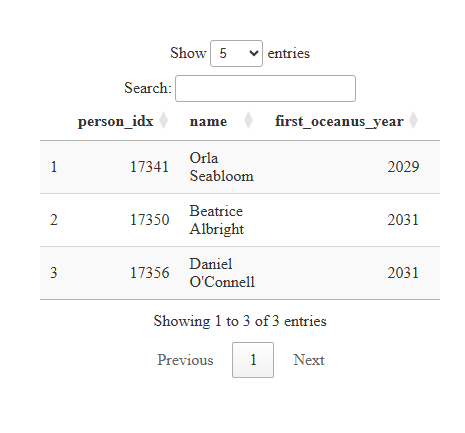 Show 5 entries
Search:
person_idx name first_oceanus_year
1 17341 Orla Seabloom 2029
2 17350 Beatrice Albright 2031
3 17356 Daniel O'Connell 2031
Showing 1 to 3 of 3 entries
Previous 1 Next